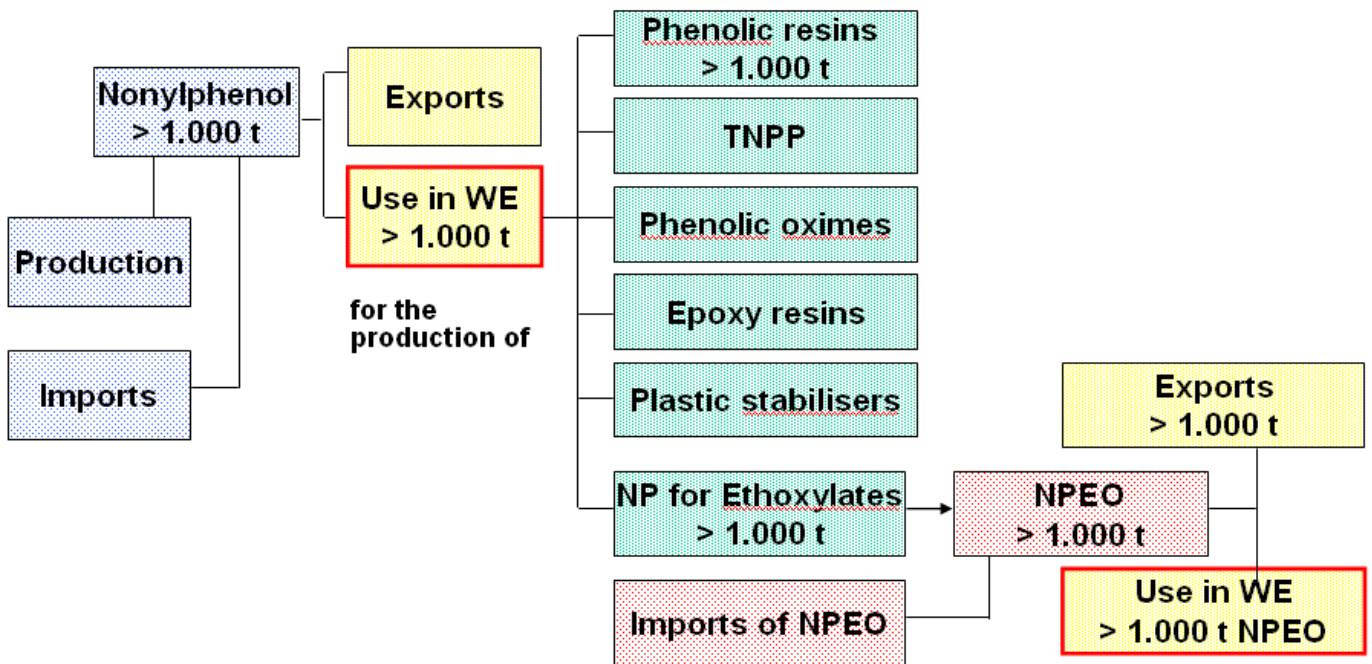 Nonylphenol
> 1.000 t
Production
Imports
Exports
Use in WE
> 1.000 t
for the
production of
Phenolic resins
> 1.000 t
TNPP
Phenolic oximes
Epoxy resins
Plastic stabilisers
NP for Ethoxylates
> 1.000 t
Imports of NPEO
NPEO
> 1.000 t
Exports
> 1.000 t
Use in WE
> 1.000 t NPEO